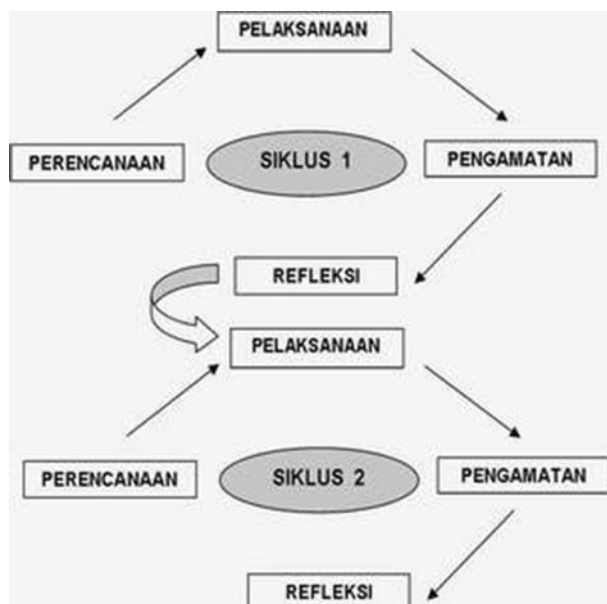 PELAKSANAAN
PERENCANAAN
SIKLUS 1
PENGAMATAN
REFLEKSI
PELAKSANAAN
PERENCANAAN
SIKLUS 2
PENGAMATAN
REFLEKSI